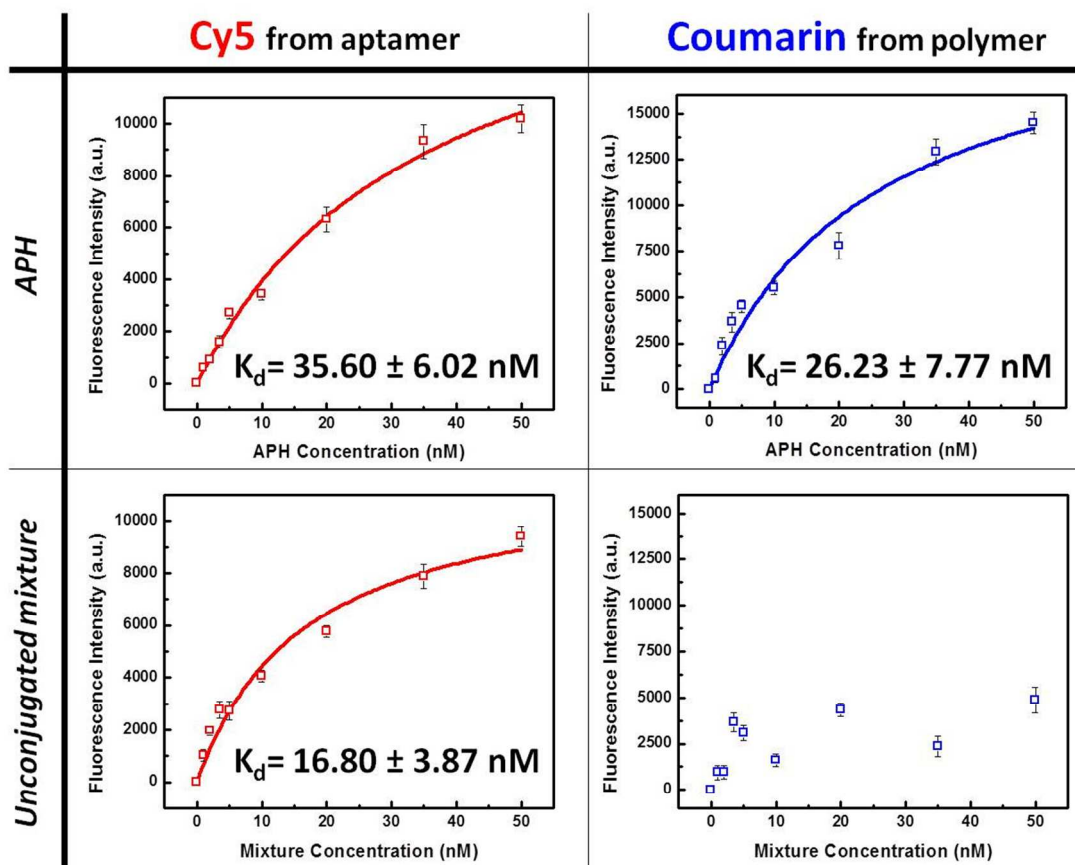 Cy5 from aptamer
Coumarin from polymer
APH
Fluorescence Intensity (a.u.)
10000
8000
6000
4000
2000
0
K_d= 35.60 ± 6.02 nM
0 10 20 30 40 50
APH Concentration (nM)
Fluorescence Intensity (a.u.)
15000
12500
10000
7500
5000
2500
0
K_d= 26.23 ± 7.77 nM
0 10 20 30 40 50
APH Concentration (nM)
Unconjugated mixture
Fluorescence Intensity (a.u.)
10000
8000
6000
4000
2000
0
K_d= 16.80 ± 3.87 nM
0 10 20 30 40 50
Mixture Concentration (nM)
Fluorescence Intensity (a.u.)
15000
12500
10000
7500
5000
2500
0
0 10 20 30 40 50
Mixture Concentration (nM)